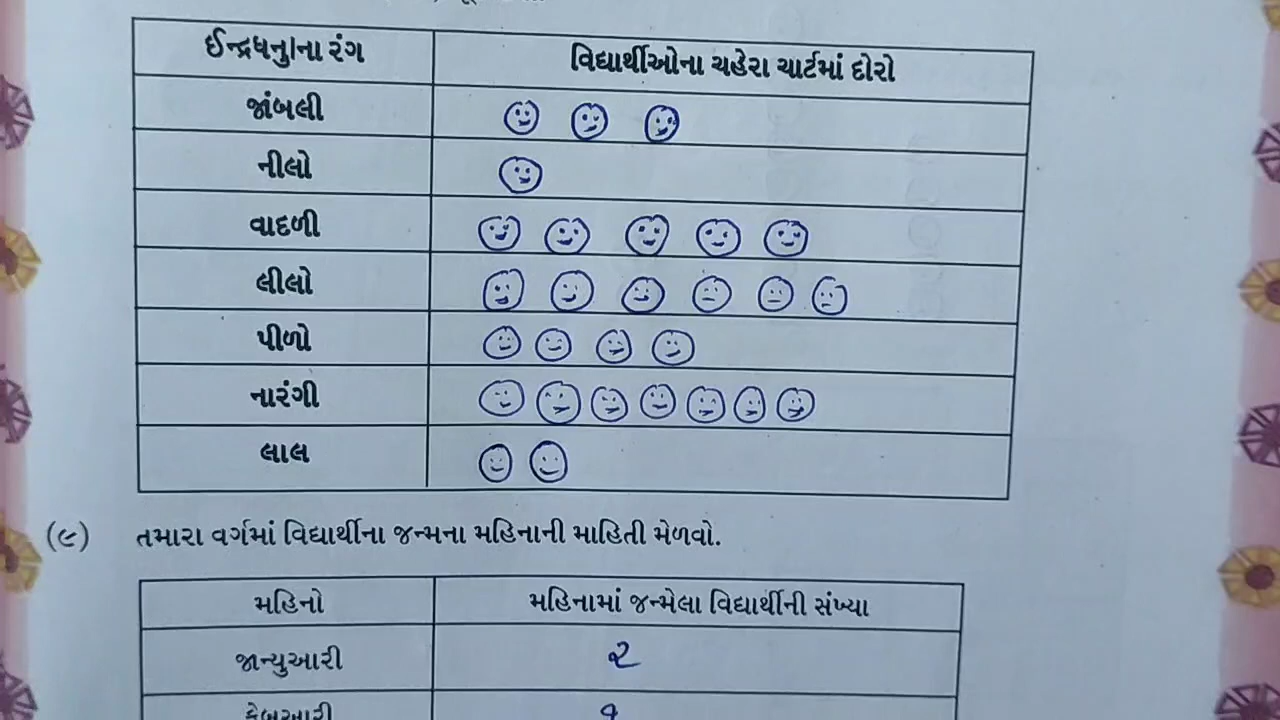 ઈન્દ્રધનુાના રંગ વિદ્યાર્થીઓના ચહેરા ચાર્ટમાં દોરો
જાંબલી
નીલો
વાદળી
લીલો
પીળો
નારંગી
લાલ
(૯) તમારા વર્ગમાં વિદ્યાર્થીના જન્મના મહિનાની માહિતી મેળવો.
મહિનો મહિનામાં જન્મેલા વિદ્યાર્થીની સંખ્યા
જાન્યુઆરી ૨